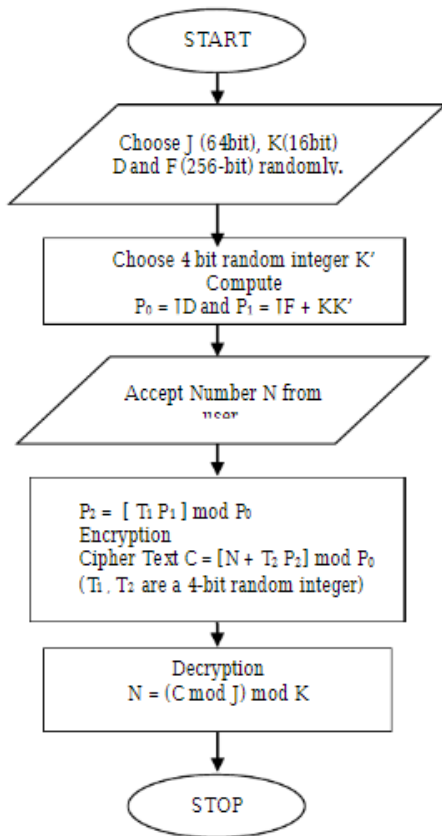 START
Choose J (64bit), K(16bit)
D and F (256-bit) randomly.
Choose 4 bit random integer K'
Compute
P₀ = JD and P₁ = JF + KK'
Accept Number N from
user
P₂ = [ T₁ P₁ ] mod P₀
Encryption
Cipher Text C = [N + T₂ P₂] mod P₀
(T₁ , T₂ are a 4-bit random integer)
Decryption
N = (C mod J) mod K
STOP